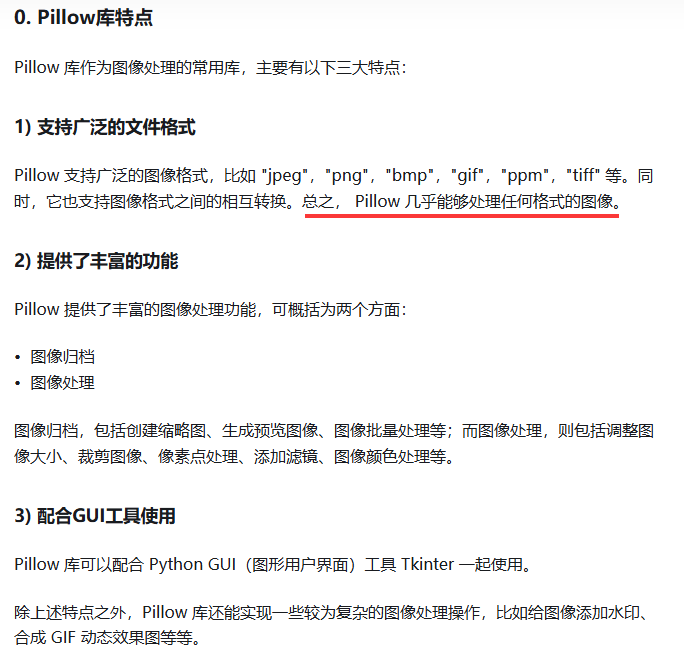 0. Pillow库特点
Pillow 库作为图像处理的常用库，主要有以下三大特点：
1) 支持广泛的文件格式
Pillow 支持广泛的图像格式，比如 "jpeg"，"png"，"bmp"，"gif"，"ppm"，"tiff" 等。同
时，它也支持图像格式之间的相互转换。总之， Pillow 几乎能够处理任何格式的图像。
2) 提供了丰富的功能
Pillow 提供了丰富的图像处理功能，可概括为两个方面：
• 图像归档
• 图像处理
图像归档，包括创建缩略图、生成预览图像、图像批量处理等；而图像处理，则包括调整图
像大小、裁剪图像、像素点处理、添加滤镜、图像颜色处理等。
3) 配合GUI工具使用
Pillow 库可以配合 Python GUI（图形用户界面）工具 Tkinter 一起使用。
除上述特点之外，Pillow 库还能实现一些较为复杂的图像处理操作，比如给图像添加水印、
合成 GIF 动态效果图等等。